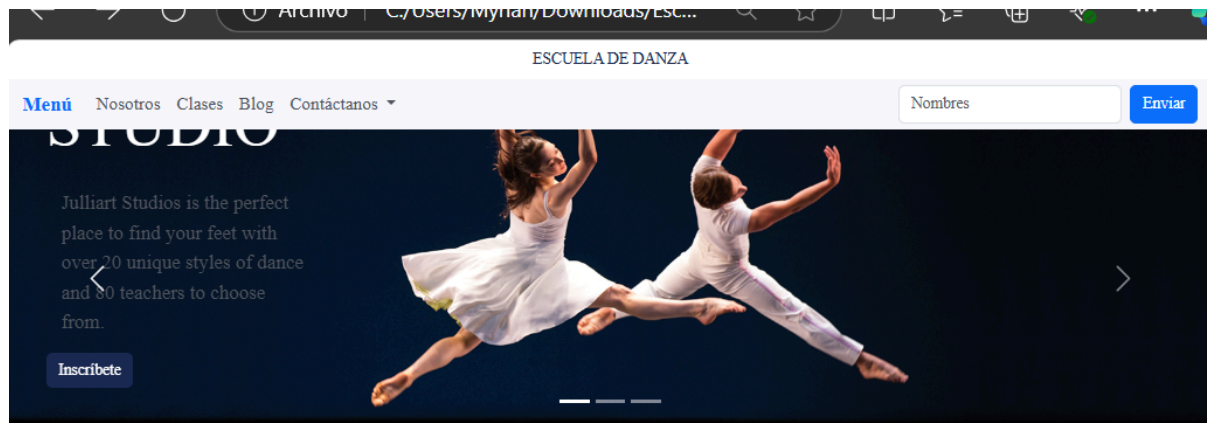 Archivo C:/Users/Myrian/Downloads/Esc...
ESCUELA DE DANZA
Menú Nosotros Clases Blog Contáctanos Nombres Enviar
STUDIO
Julliart Studios is the perfect
place to find your feet with
over 20 unique styles of dance
and 80 teachers to choose
from.
Inscríbete